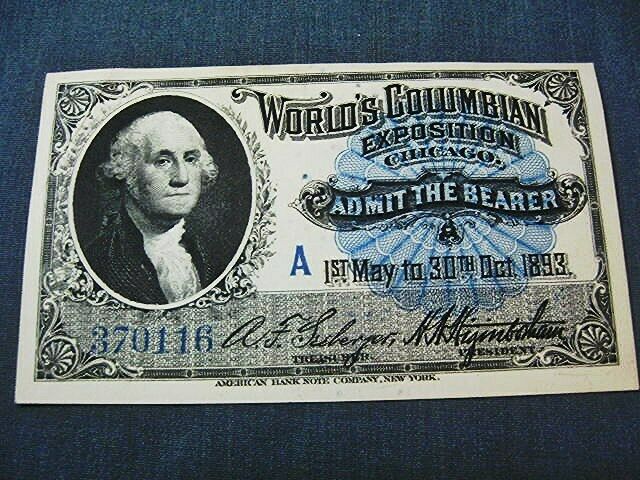 WORLD'S COLUMBIAN
EXPOSITION
CHICAGO.
ADMIT THE BEARER
A
1ST MAY TO 30TH OCT. 1893.
370116
TREASURER
PRESIDENT
AMERICAN BANK NOTE COMPANY, NEW YORK.